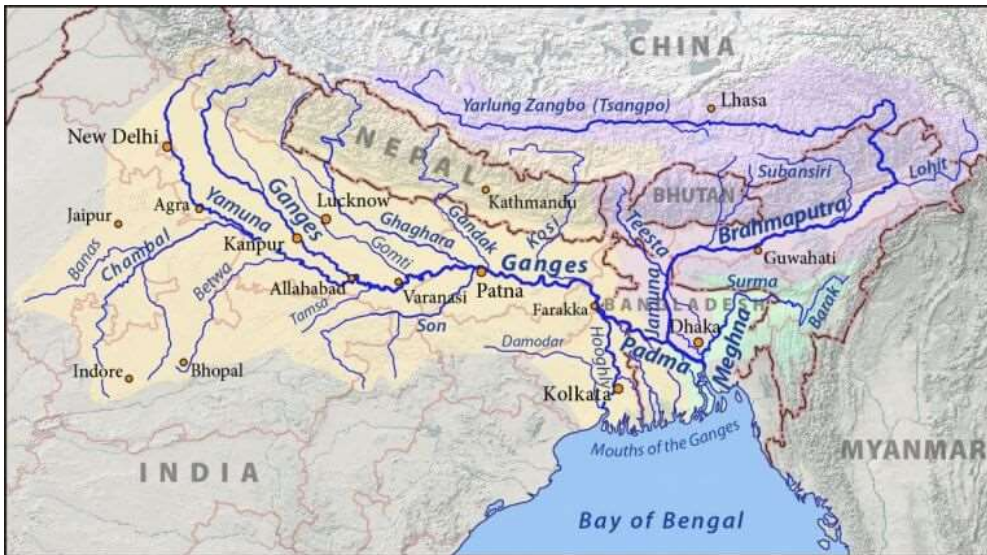 CHINA
Yarlung Zangbo (Tsangpo)
Lhasa
New Delhi
NEPAL
Subansiri
Lohit
BHUTAN
Kathmandu
Lucknow
Agra
Yamuna
Ganges
Jaipur
Ghaghara
Gandak
Kosi
Teesta
Brahmaputra
Banas
Chambal
Kanpur
Gomti
Guwahati
Betwa
Allahabad
Varanasi
Patna
Ganges
Surma
Tamsa
Son
Farakka
BANGLADESH
Jamuna
Barak
Dhaka
Meghna
Damodar
Hooghly
Padma
Indore
Bhopal
Kolkata
Mouths of the Ganges
INDIA
MYANMAR
Bay of Bengal